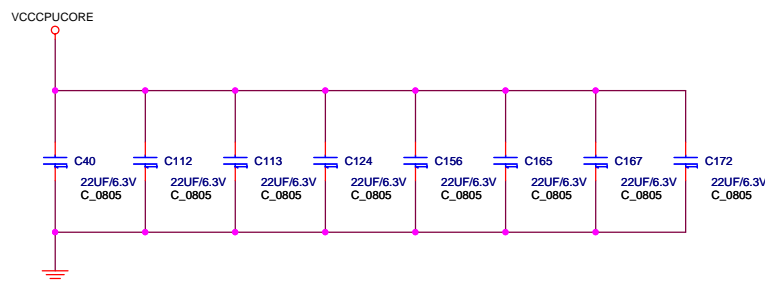 VCCCPUCORE
C40 C112 C113 C124 C156 C165 C167 C172
22UF/6.3V 22UF/6.3V 22UF/6.3V 22UF/6.3V 22UF/6.3V 22UF/6.3V 22UF/6.3V 22UF/6.3V
C_0805 C_0805 C_0805 C_0805 C_0805 C_0805 C_0805 C_0805